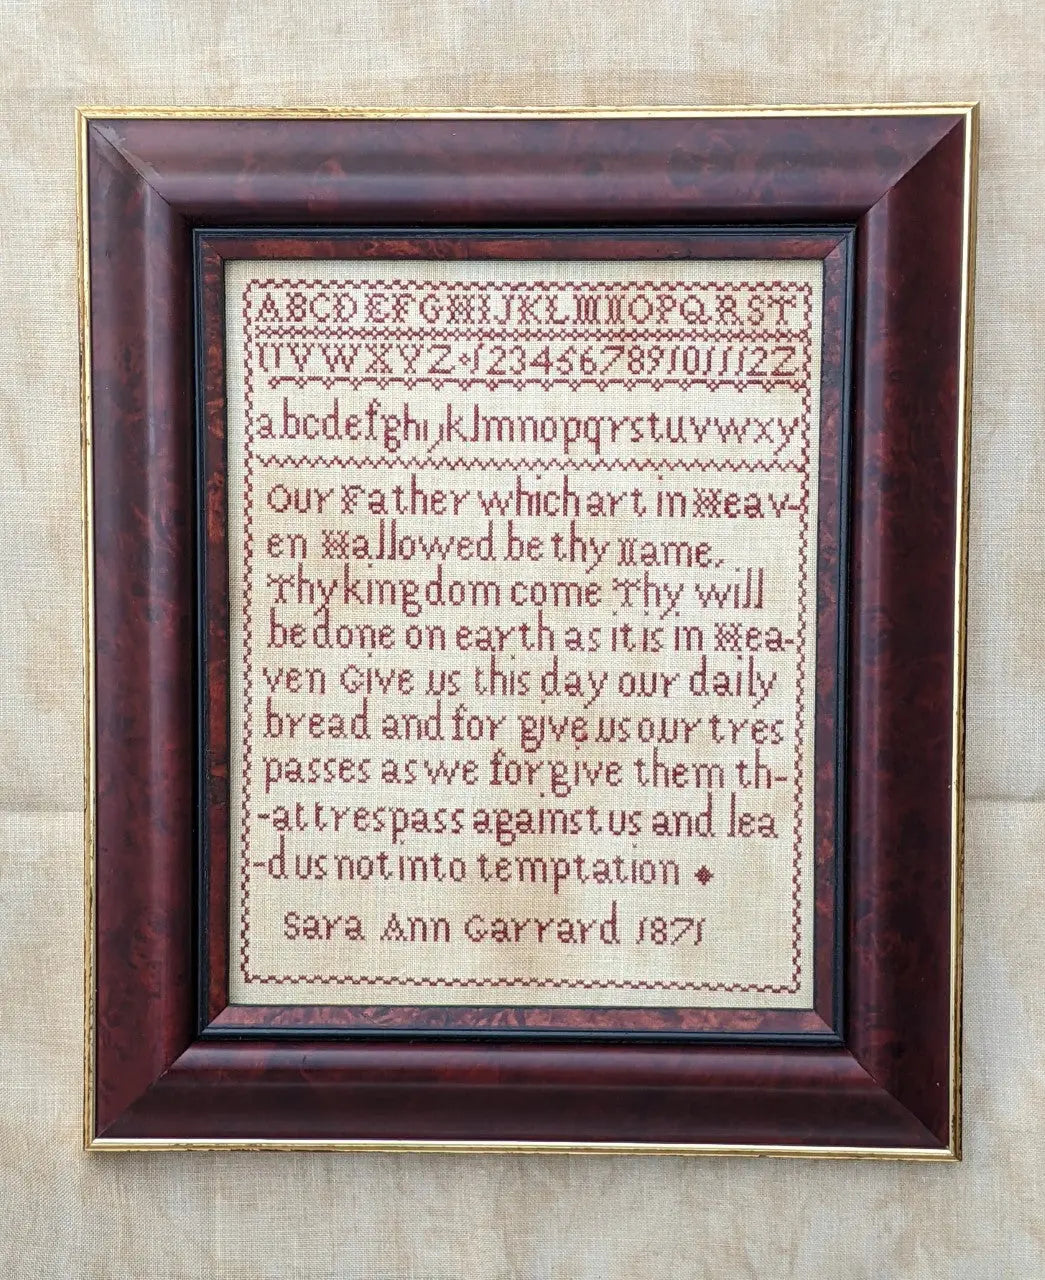 ABCDEFGHIJKLMNOPQRST
UVWXYZ 123456789101112Z
abcdefghijklmnopqrstuvwxy
Our Father which art in Heav-
en Hallowed be thy Name,
Thy kingdom come Thy will
be done on earth as it is in Hea-
ven Give us this day our daily
bread and for give us our tres
passes as we forgive them th-
-at trespass against us and lea
-d us not into temptation
Sara Ann Garrard 1871